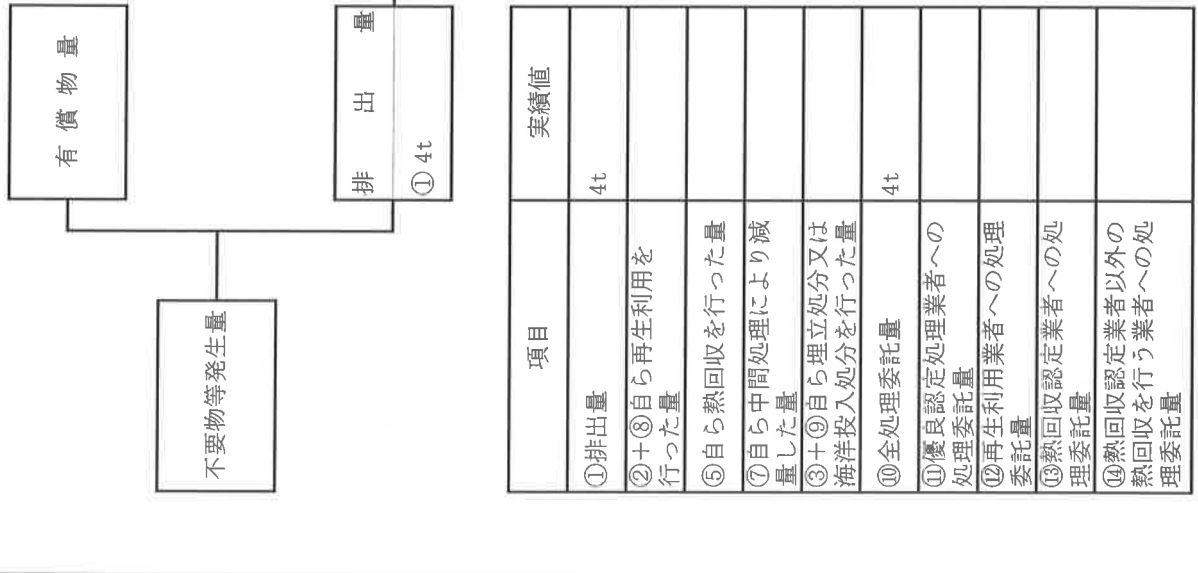 有償物量
排出量
① 4t
不要物等発生量
項目
実績値
①排出量
4t
②+⑧自ら再生利用を
行った量
⑤自ら熱回収を行った量
⑦自ら中間処理により減
量した量
③+⑨自ら埋立処分又は
海洋投入処分を行った量
⑩全処理委託量
4t
⑪優良認定処理業者への
処理委託量
⑫再生利用業者への処理
委託量
⑬熱回収認定業者への処
理委託量
⑭熱回収認定業者以外の
熱回収を行う業者への処
理委託量